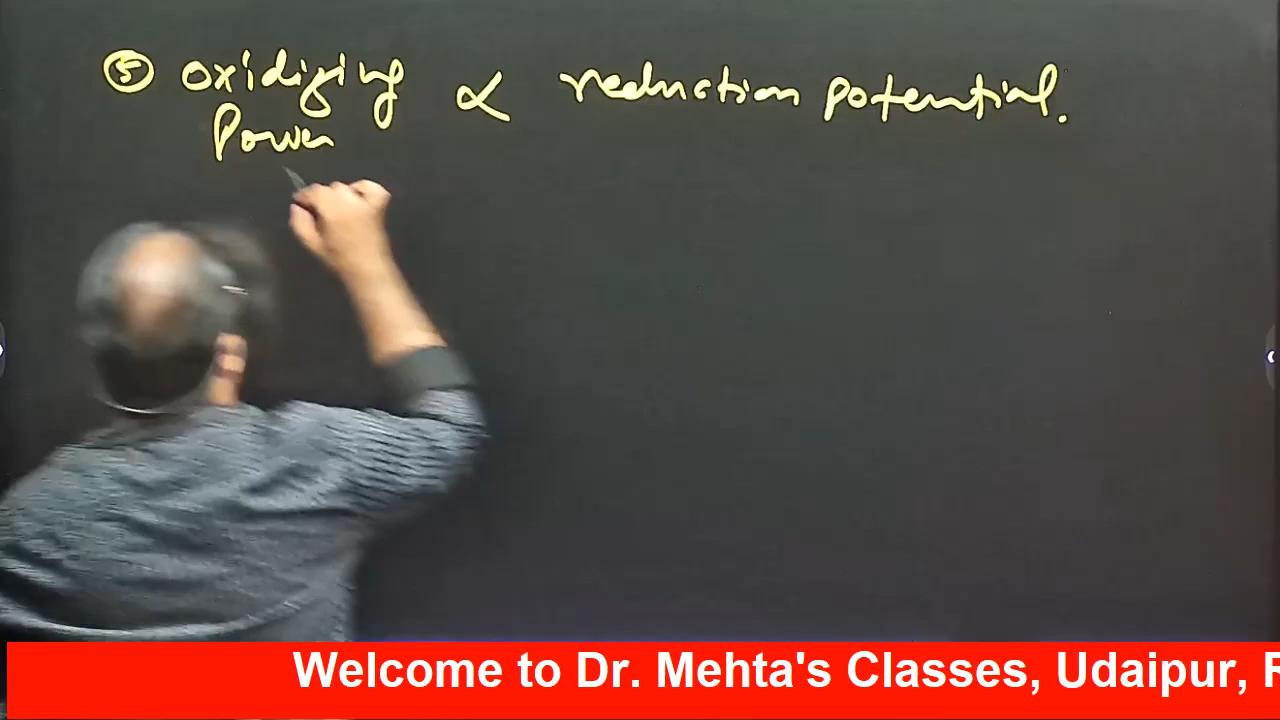 ⑤ oxidizing ∝ reduction potential.
Power
Welcome to Dr. Mehta's Classes, Udaipur, R